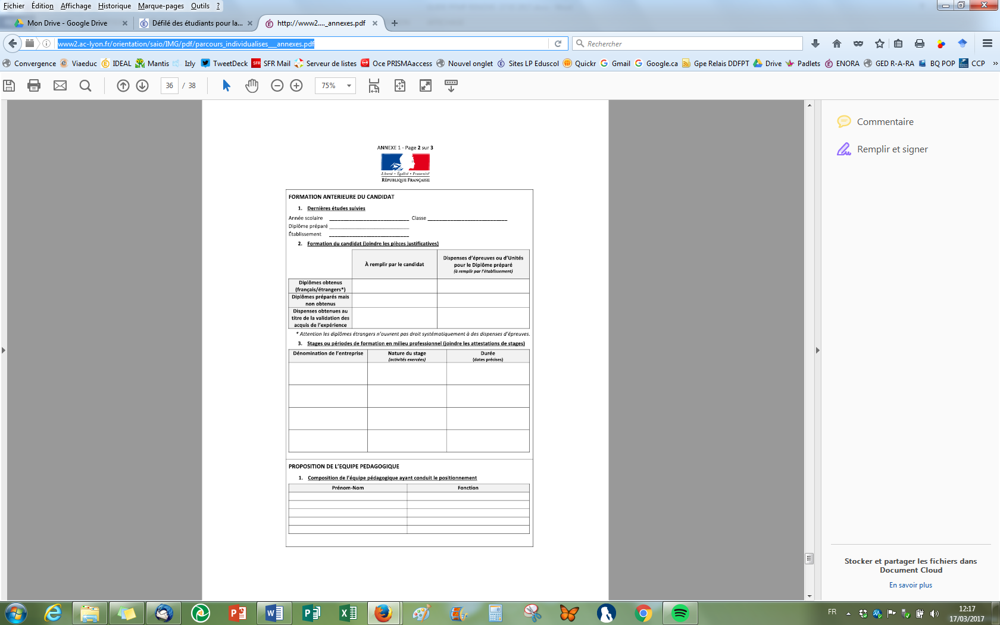 Fichier Édition Affichage Historique Marque-pages Outils ?
Mon Drive - Google Drive
Défilé des étudiants pour la...
http://www2...._annexes.pdf
www2.ac-lyon.fr/orientation/saio/IMG/pdf/parcours_individualises___annexes.pdf
Rechercher
Convergence Viaeduc IDEAL Mantis Izly TweetDeck SFR SFR Mail Serveur de listes Oce PRISMAaccess Nouvel onglet Sites LP Eduscol Quickr Gmail Google.ca Gpe Relais DDFPT Drive Padlets ENORA GED R-A-RA BQ POP CCP »
36 / 38 75%
Commentaire
Remplir et signer
ANNEXE 1 - Page 2 sur 3
Liberté • Égalité • Fraternité
RÉPUBLIQUE FRANÇAISE
FORMATION ANTERIEURE DU CANDIDAT
1. Dernières études suivies
Année scolaire ____________________________ Classe ____________________________
Diplôme préparé ____________________________
Établissement ____________________________
2. Formation du candidat (joindre les pièces justificatives)
À remplir par le candidat
Dispenses d'épreuves ou d'Unités
pour le Diplôme préparé
(à remplir par l'établissement)
Diplômes obtenus
(français/étrangers*)
Diplômes préparés mais
non obtenus
Dispenses obtenues au
titre de la validation des
acquis de l'expérience
* Attention les diplômes étrangers n'ouvrent pas droit systématiquement à des dispenses d'épreuves.
3. Stages ou périodes de formation en milieu professionnel (joindre les attestations de stages)
Dénomination de l'entreprise
Nature du stage
(activités exercées)
Durée
(dates précises)
PROPOSITION DE L'EQUIPE PEDAGOGIQUE
1. Composition de l'équipe pédagogique ayant conduit le positionnement
Prénom-Nom Fonction
Stocker et partager les fichiers dans
Document Cloud
En savoir plus
FR
12:17
17/03/2017